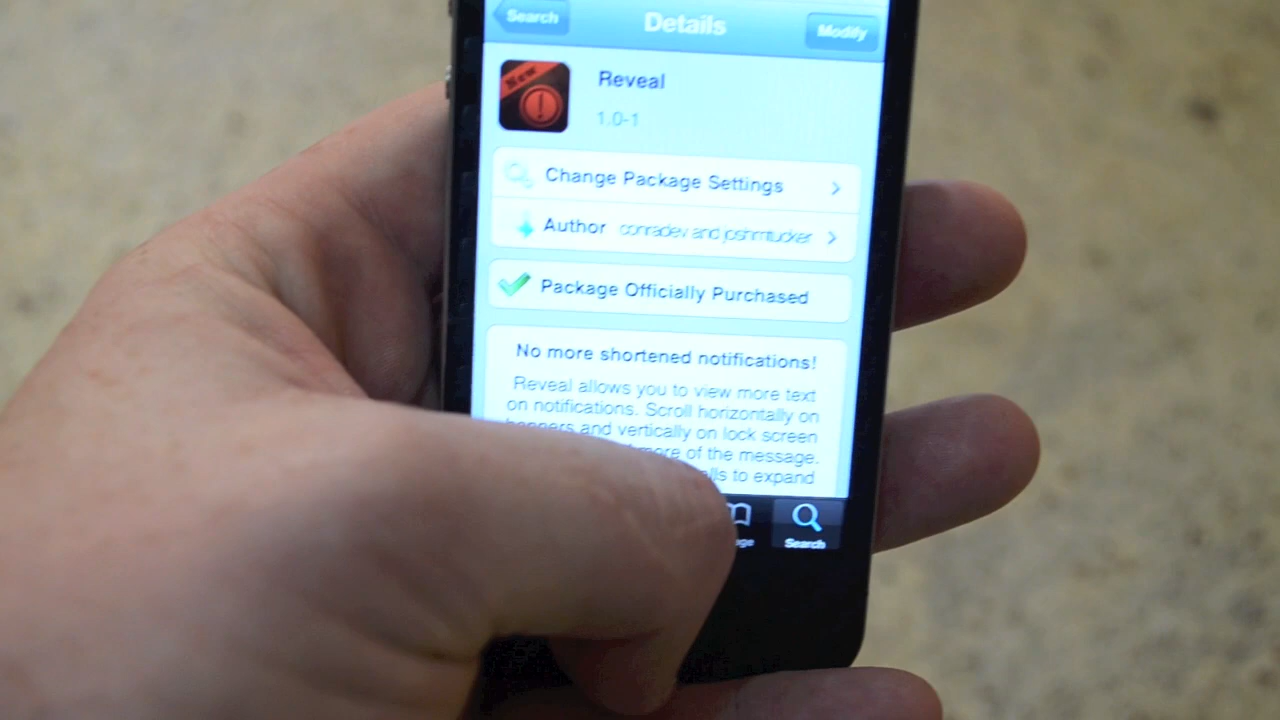 Search
Details
Modify
New
Reveal
1.0-1
Change Package Settings
Author conradev and joshmtucker
Package Officially Purchased
No more shortened notifications!
Reveal allows you to view more text
on notifications. Scroll horizontally on
banners and vertically on lock screen
more of the message.
to expand
Search